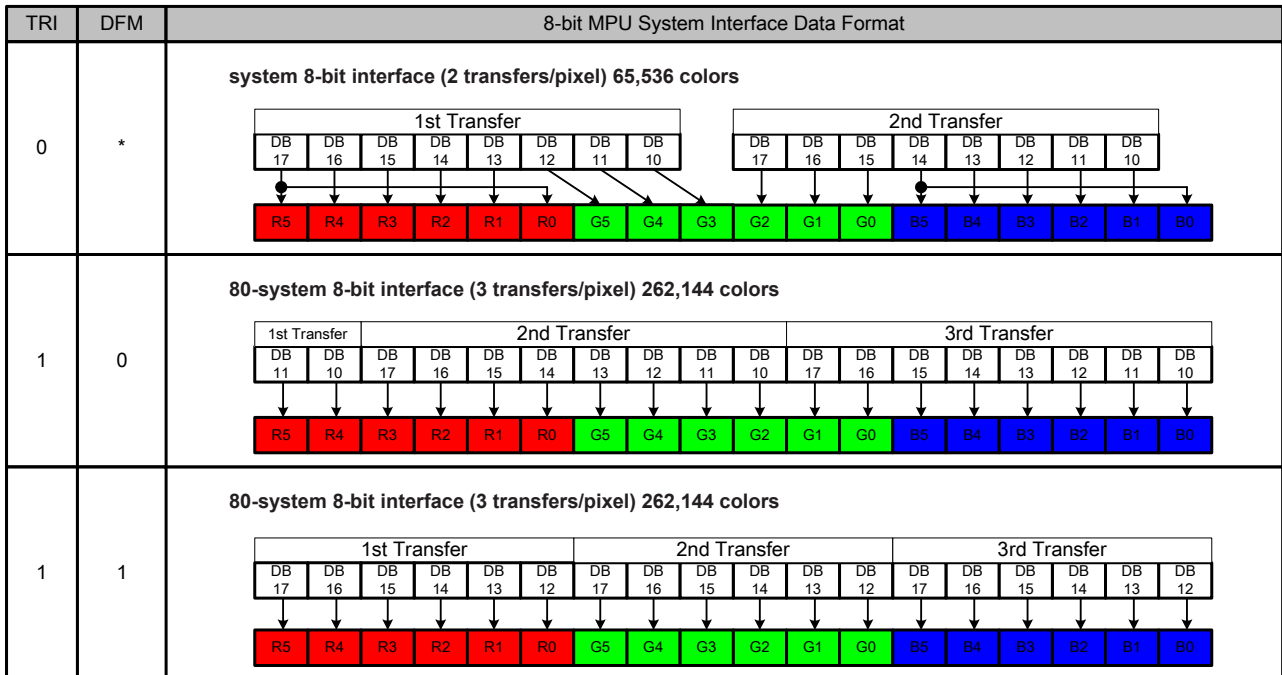 TRI DFM 8-bit MPU System Interface Data Format
system 8-bit interface (2 transfers/pixel) 65,536 colors
1st Transfer 2nd Transfer
0 *
DB DB DB DB DB DB DB DB DB DB DB DB DB DB DB DB
17 16 15 14 13 12 11 10 17 16 15 14 13 12 11 10
R5 R4 R3 R2 R1 R0 G5 G4 G3 G2 G1 G0 B5 B4 B3 B2 B1 B0
80-system 8-bit interface (3 transfers/pixel) 262,144 colors
1st Transfer 2nd Transfer 3rd Transfer
1 0
DB DB DB DB DB DB DB DB DB DB DB DB DB DB DB DB DB DB
11 10 17 16 15 14 13 12 11 10 17 16 15 14 13 12 11 10
R5 R4 R3 R2 R1 R0 G5 G4 G3 G2 G1 G0 B5 B4 B3 B2 B1 B0
80-system 8-bit interface (3 transfers/pixel) 262,144 colors
1st Transfer 2nd Transfer 3rd Transfer
1 1
DB DB DB DB DB DB DB DB DB DB DB DB DB DB DB DB DB DB
17 16 15 14 13 12 17 16 15 14 13 12 17 16 15 14 13 12
R5 R4 R3 R2 R1 R0 G5 G4 G3 G2 G1 G0 B5 B4 B3 B2 B1 B0